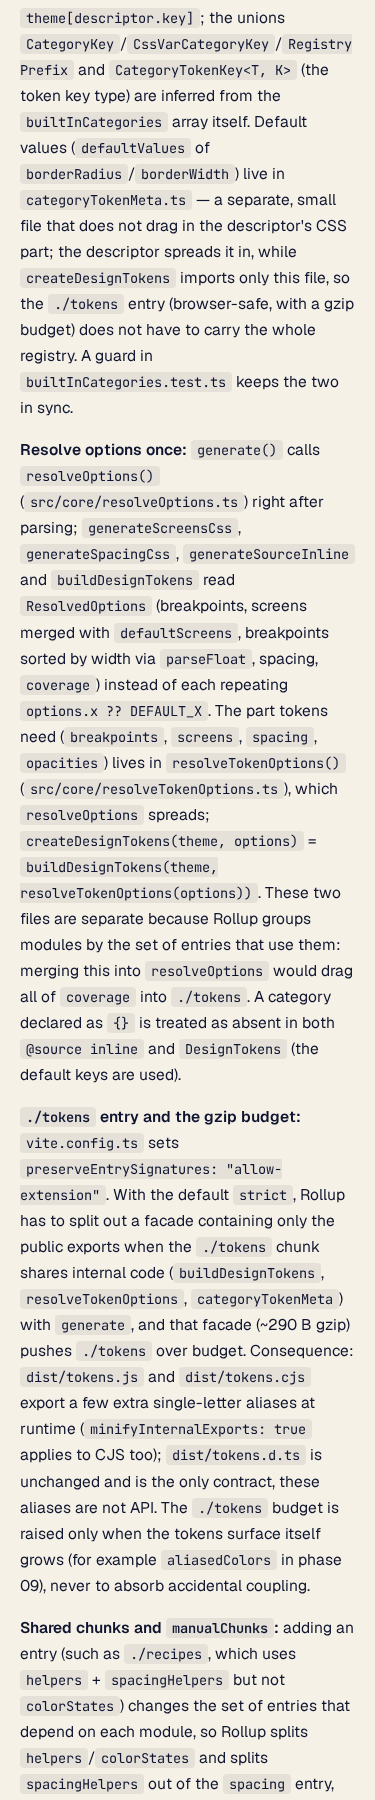 theme[descriptor.key] ; the unions
CategoryKey / CssVarCategoryKey / Registry
Prefix and CategoryTokenKey<T, K> (the
token key type) are inferred from the
builtInCategories array itself. Default
values ( defaultValues of
borderRadius / borderWidth ) live in
categoryTokenMeta.ts — a separate, small
file that does not drag in the descriptor's CSS
part; the descriptor spreads it in, while
createDesignTokens imports only this file, so
the ./tokens entry (browser-safe, with a gzip
budget) does not have to carry the whole
registry. A guard in
builtInCategories.test.ts keeps the two
in sync.
Resolve options once: generate() calls
resolveOptions()
( src/core/resolveOptions.ts ) right after
parsing; generateScreensCss ,
generateSpacingCss , generateSourceInline
and buildDesignTokens read
ResolvedOptions (breakpoints, screens
merged with defaultScreens , breakpoints
sorted by width via parseFloat , spacing,
coverage ) instead of each repeating
options.x ?? DEFAULT_X . The part tokens
need ( breakpoints , screens , spacing ,
opacities ) lives in resolveTokenOptions()
( src/core/resolveTokenOptions.ts ), which
resolveOptions spreads;
createDesignTokens(theme, options) =
buildDesignTokens(theme,
resolveTokenOptions(options)) . These two
files are separate because Rollup groups
modules by the set of entries that use them:
merging this into resolveOptions would drag
all of coverage into ./tokens . A category
declared as {} is treated as absent in both
@source inline and DesignTokens (the
default keys are used).
./tokens entry and the gzip budget:
vite.config.ts sets
preserveEntrySignatures: "allow-
extension" . With the default strict , Rollup
has to split out a facade containing only the
public exports when the ./tokens chunk
shares internal code ( buildDesignTokens ,
resolveTokenOptions , categoryTokenMeta )
with generate , and that facade (~290 B gzip)
pushes ./tokens over budget. Consequence:
dist/tokens.js and dist/tokens.cjs
export a few extra single-letter aliases at
runtime ( minifyInternalExports: true
applies to CJS too); dist/tokens.d.ts is
unchanged and is the only contract, these
aliases are not API. The ./tokens budget is
raised only when the tokens surface itself
grows (for example aliasedColors in phase
09), never to absorb accidental coupling.
Shared chunks and manualChunks : adding an
entry (such as ./recipes , which uses
helpers + spacingHelpers but not
colorStates ) changes the set of entries that
depend on each module, so Rollup splits
helpers / colorStates and splits
spacingHelpers out of the spacing entry,